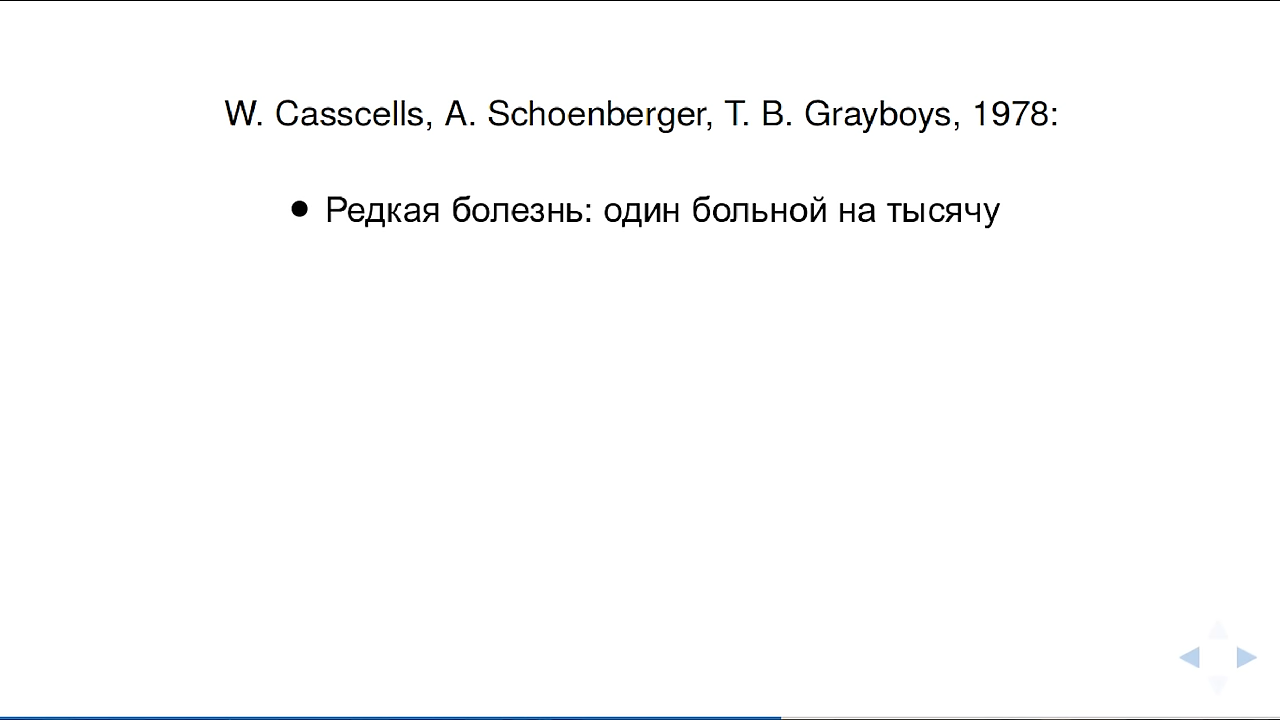 W. Casscells, A. Schoenberger, T. B. Grayboys, 1978:
• Редкая болезнь: один больной на тысячу